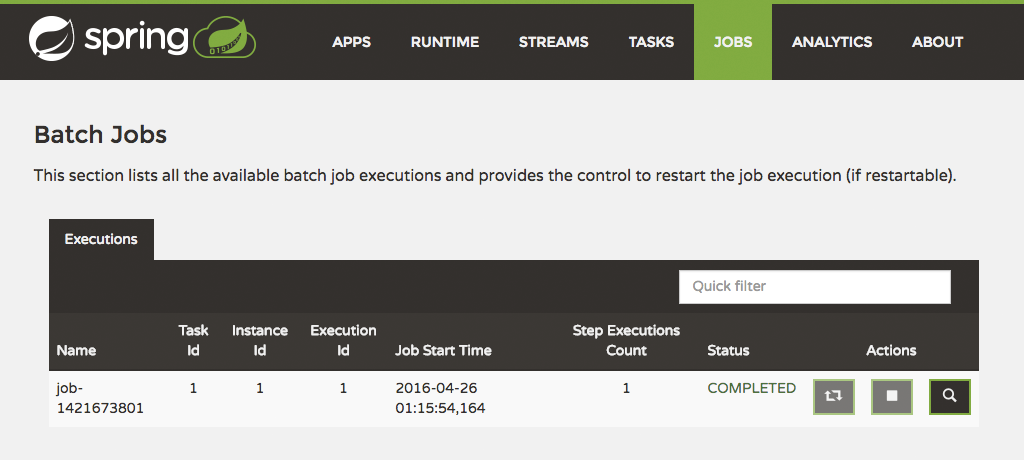 spring
APPS RUNTIME STREAMS TASKS JOBS ANALYTICS ABOUT
Batch Jobs
This section lists all the available batch job executions and provides the control to restart the job execution (if restartable).
Executions
Quick filter
Name Task Id Instance Id Execution Id Job Start Time Step Executions Count Status Actions
job-1421673801 1 1 1 2016-04-26 01:15:54,164 1 COMPLETED